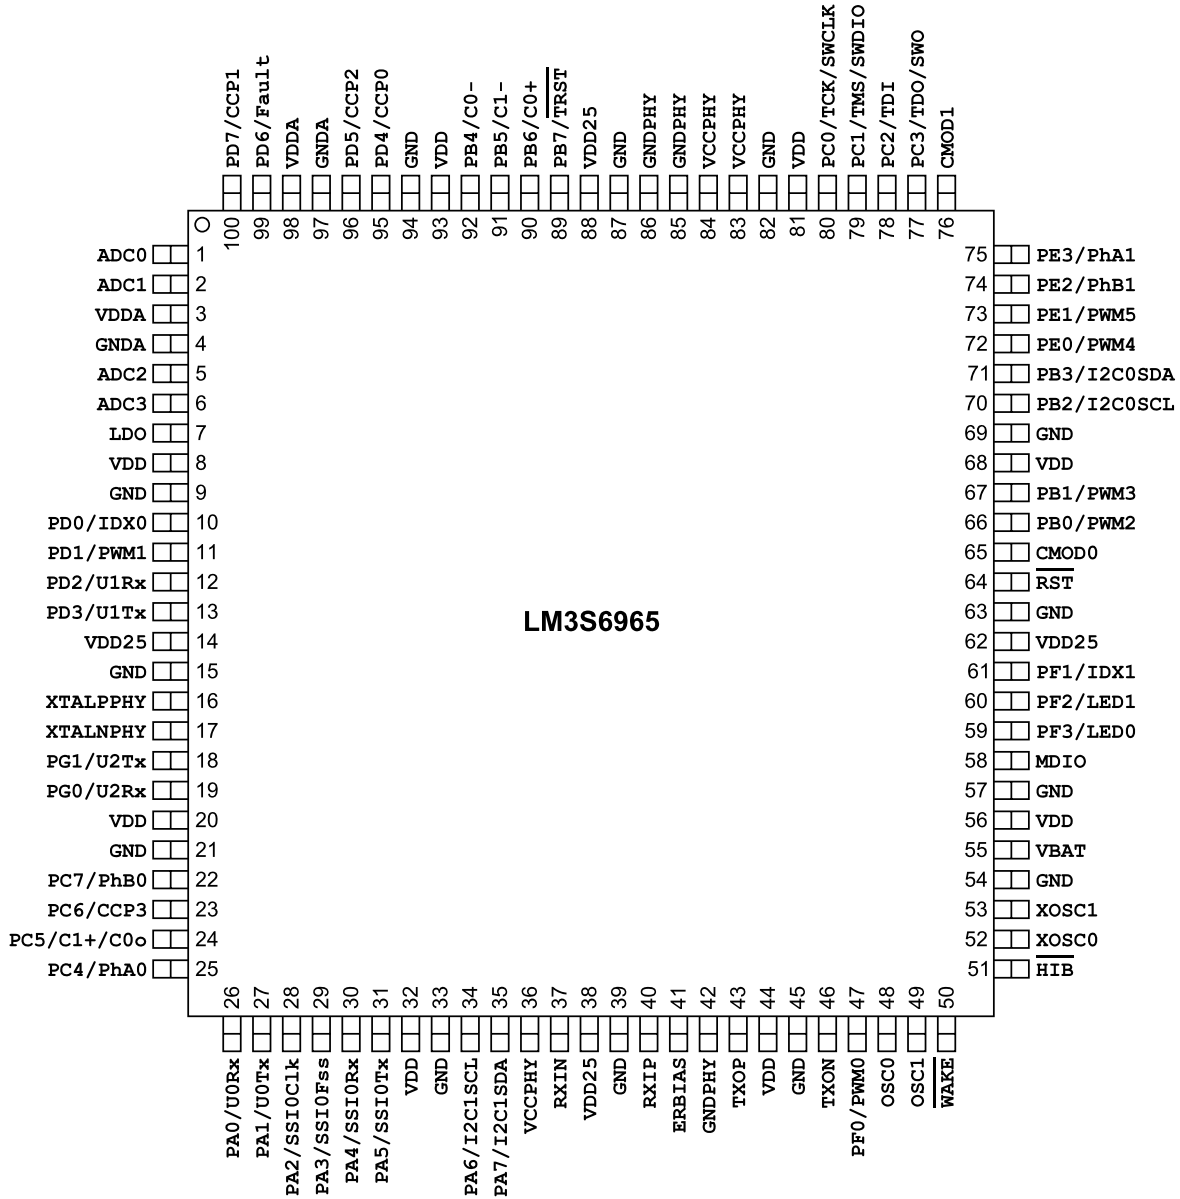 PD7/CCP1
PD6/Fault
VDDA
GNDA
PD5/CCP2
PD4/CCP0
GND
VDD
PB4/C0-
PB5/C1-
PB6/C0+
PB7/TRST
VDD25
GND
GNDPHY
GNDPHY
VCCPHY
VCCPHY
GND
VDD
PC0/TCK/SWCLK
PC1/TMS/SWDIO
PC2/TDI
PC3/TDO/SWO
CMOD1
100
99
98
97
96
95
94
93
92
91
90
89
88
87
86
85
84
83
82
81
80
79
78
77
76
ADC0 1
ADC1 2
VDDA 3
GNDA 4
ADC2 5
ADC3 6
LDO 7
VDD 8
GND 9
PD0/IDX0 10
PD1/PWM1 11
PD2/U1Rx 12
PD3/U1Tx 13
VDD25 14
GND 15
XTALPPHY 16
XTALNPHY 17
PG1/U2Tx 18
PG0/U2Rx 19
VDD 20
GND 21
PC7/PhB0 22
PC6/CCP3 23
PC5/C1+/C0o 24
PC4/PhA0 25
LM3S6965
75 PE3/PhA1
74 PE2/PhB1
73 PE1/PWM5
72 PE0/PWM4
71 PB3/I2C0SDA
70 PB2/I2C0SCL
69 GND
68 VDD
67 PB1/PWM3
66 PB0/PWM2
65 CMOD0
64 RST
63 GND
62 VDD25
61 PF1/IDX1
60 PF2/LED1
59 PF3/LED0
58 MDIO
57 GND
56 VDD
55 VBAT
54 GND
53 XOSC1
52 XOSC0
51 HIB
26
27
28
29
30
31
32
33
34
35
36
37
38
39
40
41
42
43
44
45
46
47
48
49
50
PA0/U0Rx
PA1/U0Tx
PA2/SSI0Clk
PA3/SSI0Fss
PA4/SSI0Rx
PA5/SSI0Tx
VDD
GND
PA6/I2C1SCL
PA7/I2C1SDA
VCCPHY
RXIN
VDD25
GND
RXIP
ERBIAS
GNDPHY
TXOP
VDD
GND
TXON
PF0/PWM0
OSC0
OSC1
WAKE